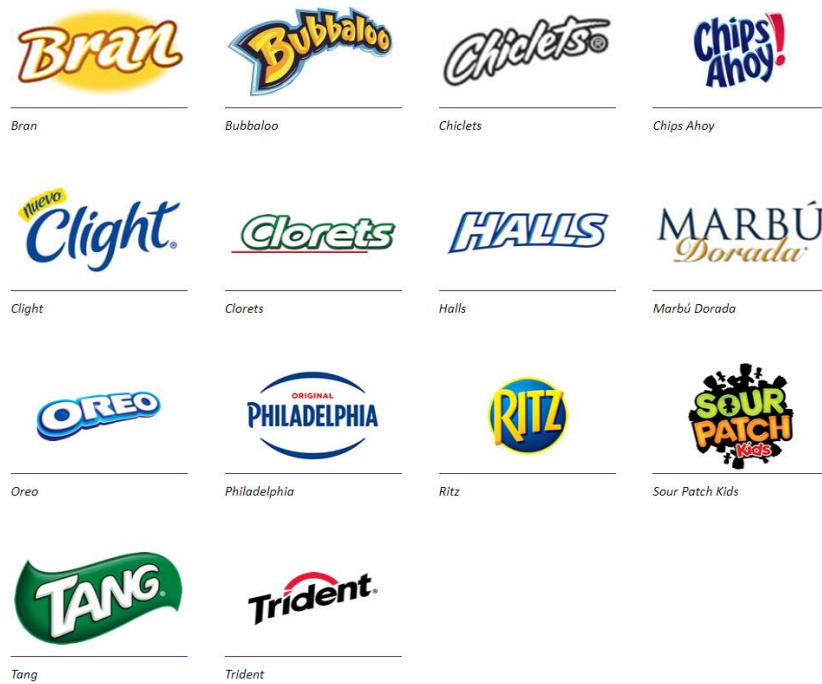 Bran
Bubbaloo
Chiclets®
Chips
Ahoy!
Bran
Bubbaloo
Chiclets
Chips Ahoy
Nuevo
Clight®
Clorets
HALLS
MARBÚ
Dorada
Clight
Clorets
Halls
Marbú Dorada
OREO
ORIGINAL
PHILADELPHIA
RITZ
SOUR
PATCH
Kids
Oreo
Philadelphia
Ritz
Sour Patch Kids
TANG®
Trident®
Tang
Trident